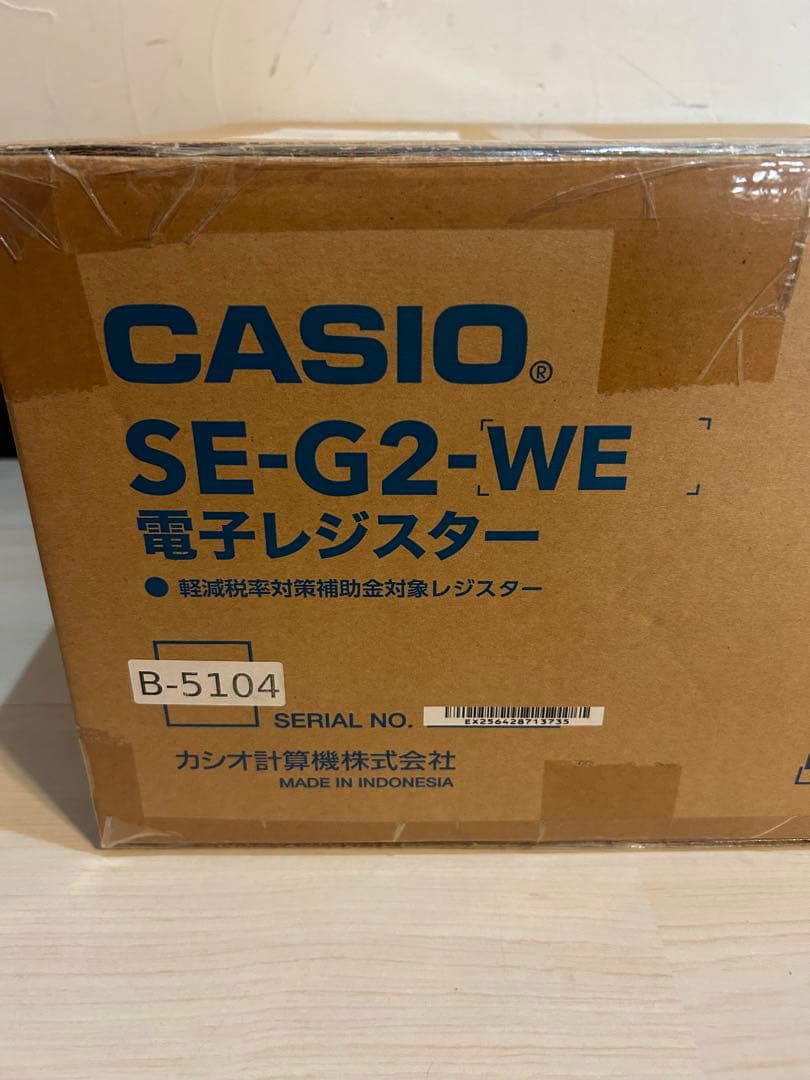 CASIO®
SE-G2-「WE 」
電子レジスター
● 軽減税率対策補助金対象レジスター
B-5104
SERIAL NO.
EX256428713735
カシオ計算機株式会社
MADE IN INDONESIA